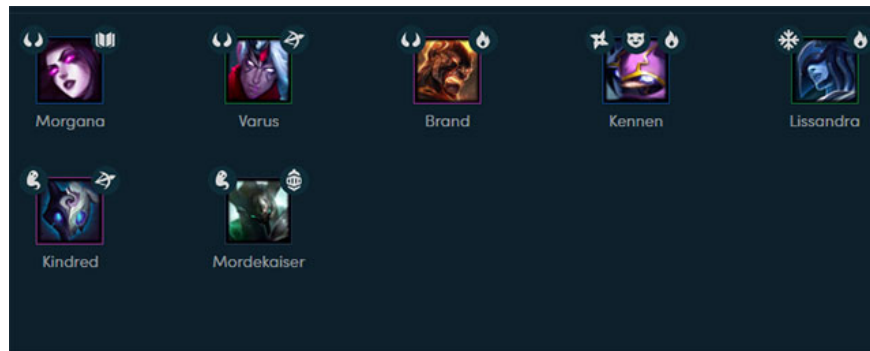 Morgana
Varus
Brand
Kennen
Lissandra
Kindred
Mordekaiser